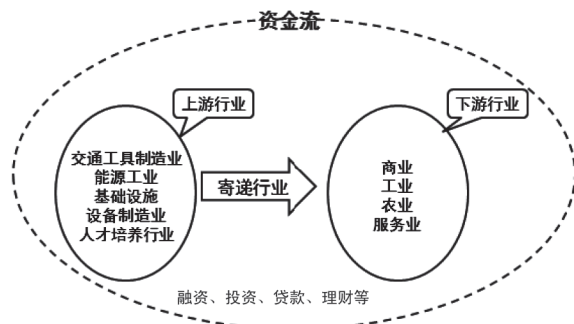 资金流
上游行业
下游行业
交通工具制造业
能源工业
基础设施
设备制造业
人才培养行业
寄递行业
商业
工业
农业
服务业
融资、投资、贷款、理财等